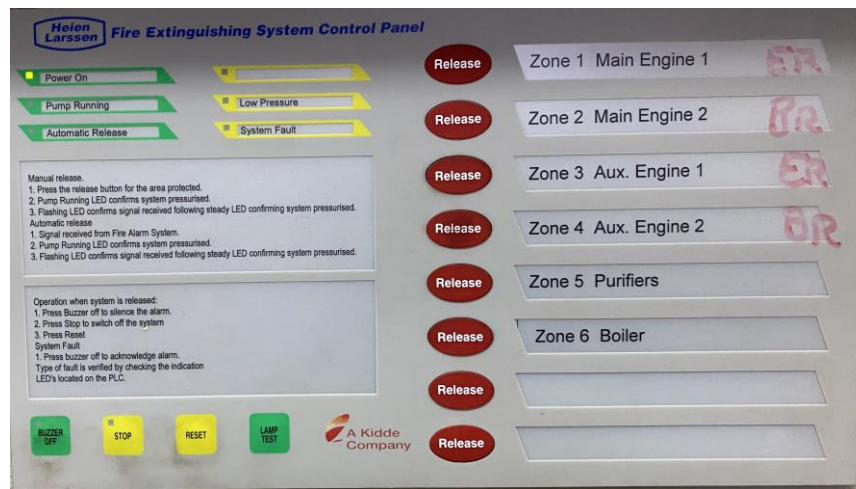 Heien
Larssen
Fire Extinguishing System Control Panel
Power On
Pump Running
Low Pressure
Automatic Release
System Fault
Manual release.
1. Press the release button for the area protected.
2. Pump Running LED confirms system pressurised.
3. Flashing LED confirms signal received following steady LED confirming system pressurised.
Automatic release
1. Signal received from Fire Alarm System.
2. Pump Running LED confirms system pressurised.
3. Flashing LED confirms signal received following steady LED confirming system pressurised.
Operation when system is released:
1. Press Buzzer off to silence the alarm.
2. Press Stop to switch off the system
3. Press Reset
System Fault
1. Press buzzer off to acknowledge alarm.
Type of fault is verified by checking the indication
LED's located on the PLC.
BUZZER
OFF
STOP
RESET
LAMP
TEST
A Kidde
Company
Release Zone 1 Main Engine 1 ER
Release Zone 2 Main Engine 2
Release Zone 3 Aux. Engine 1 ER
Release Zone 4 Aux. Engine 2 BR
Release Zone 5 Purifiers
Release Zone 6 Boiler
Release
Release